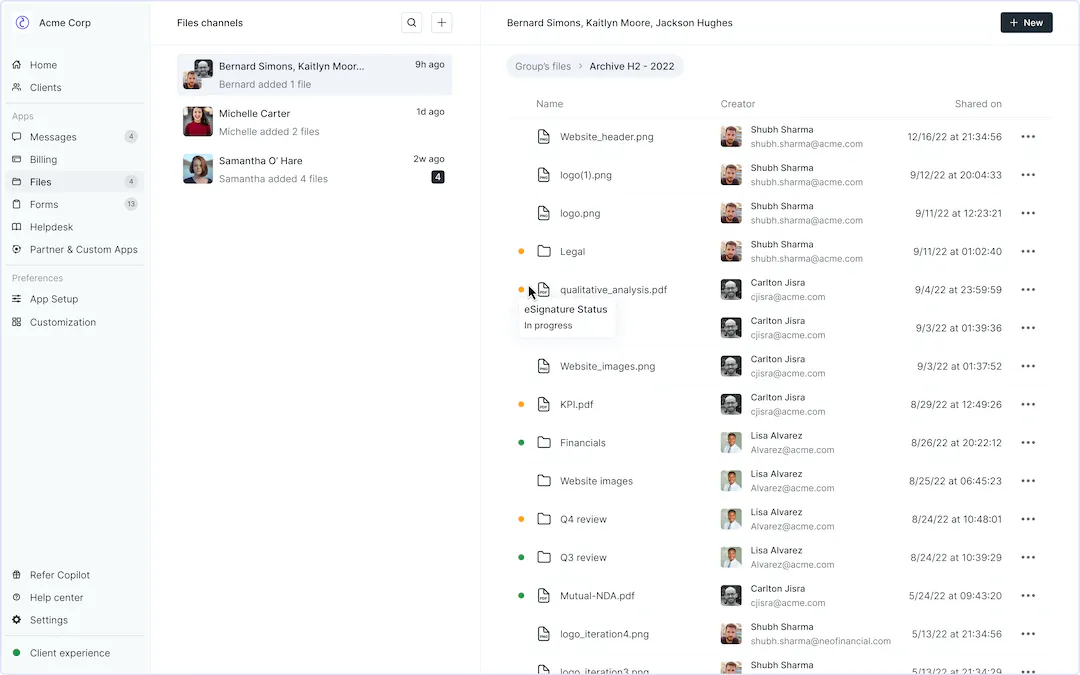 Acme Corp
Home
Clients
Apps
Messages 4
Billing
Files 4
Forms 13
Helpdesk
Partner & Custom Apps
Preferences
App Setup
Customization
Refer Copilot
Help center
Settings
Client experience
Files channels
Bernard Simons, Kaitlyn Moor... 9h ago
Bernard added 1 file
Michelle Carter 1d ago
Michelle added 2 files
Samantha O' Hare 2w ago
Samantha added 4 files 4
Bernard Simons, Kaitlyn Moore, Jackson Hughes
+ New
Group's files > Archive H2 - 2022
Name Creator Shared on
Website_header.png Shubh Sharma 12/16/22 at 21:34:56
shubh.sharma@acme.com
logo(1).png Shubh Sharma 9/12/22 at 20:04:33
shubh.sharma@acme.com
logo.png Shubh Sharma 9/11/22 at 12:23:21
shubh.sharma@acme.com
Legal Shubh Sharma 9/11/22 at 01:02:40
shubh.sharma@acme.com
qualitative_analysis.pdf Carlton Jisra 9/4/22 at 23:59:59
cjisra@acme.com
eSignature Status
In progress
Carlton Jisra 9/3/22 at 01:39:36
cjisra@acme.com
Website_images.png Carlton Jisra 9/3/22 at 01:37:52
cjisra@acme.com
KPI.pdf Carlton Jisra 8/29/22 at 12:49:26
cjisra@acme.com
Financials Lisa Alvarez 8/26/22 at 20:22:12
Alvarez@acme.com
Website images Lisa Alvarez 8/25/22 at 06:45:23
Alvarez@acme.com
Q4 review Lisa Alvarez 8/24/22 at 10:48:01
Alvarez@acme.com
Q3 review Lisa Alvarez 8/24/22 at 10:39:29
Alvarez@acme.com
Mutual-NDA.pdf Carlton Jisra 5/24/22 at 09:43:20
cjisra@acme.com
logo_iteration4.png Shubh Sharma 5/13/22 at 21:34:56
shubh.sharma@neofinancial.com
logo_iteration3.png Shubh Sharma 5/13/22 at 21:34:29